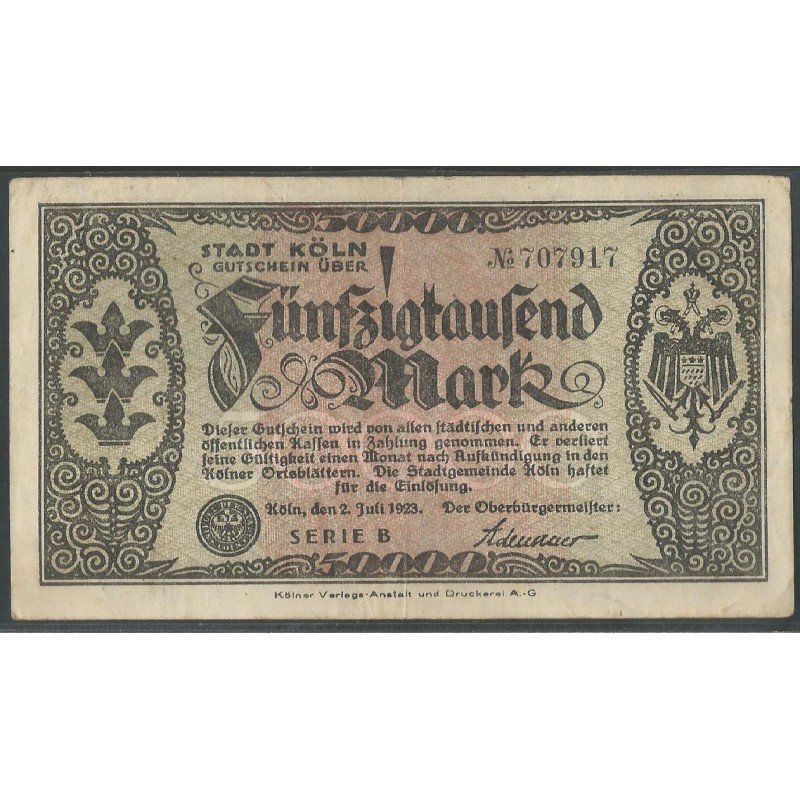 50000
STADT KÖLN
GUTSCHEIN ÜBER
№ 707917
Fünfzigtausend
Mark
Dieser Gutschein wird von allen städtischen und anderen
öffentlichen Kassen in Zahlung genommen. Er verliert
seine Gültigkeit einen Monat nach Aufkündigung in den
Kölner Ortsblättern. Die Stadtgemeinde Köln haftet
für die Einlösung.
Köln, den 2. Juli 1923. Der Oberbürgermeister:
SERIE B
Adenauer
50000
Kölner Verlags-Anstalt und Druckerei A.-G